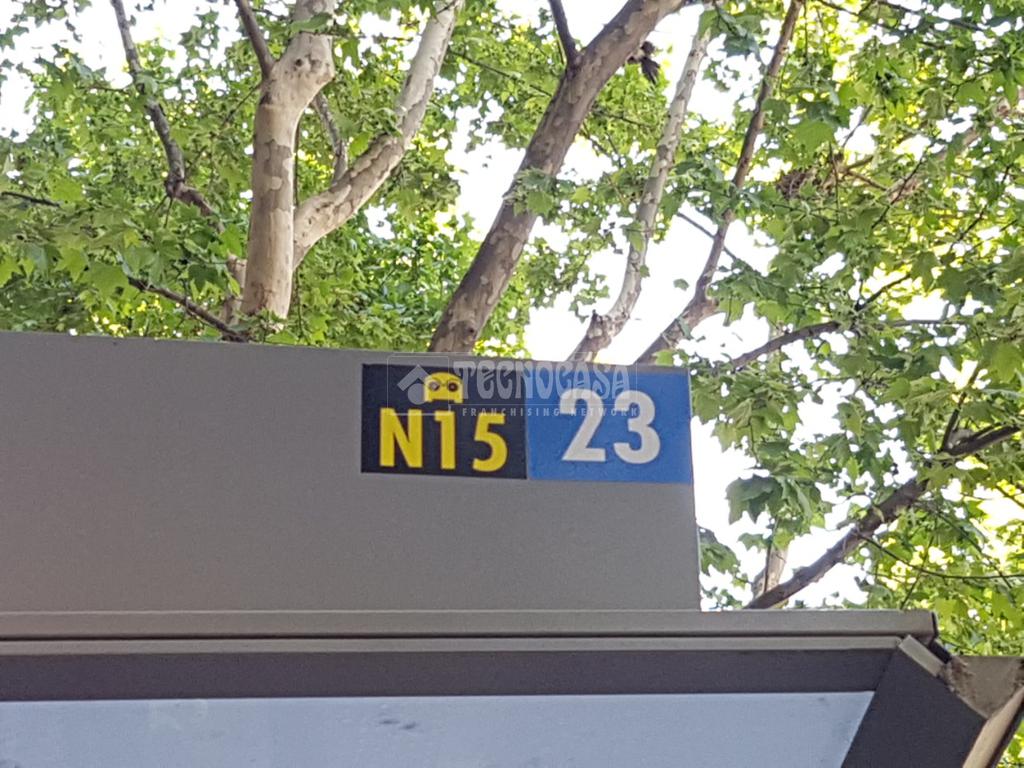 TECNOCASA
FRANCHISING NETWORK
N15 23